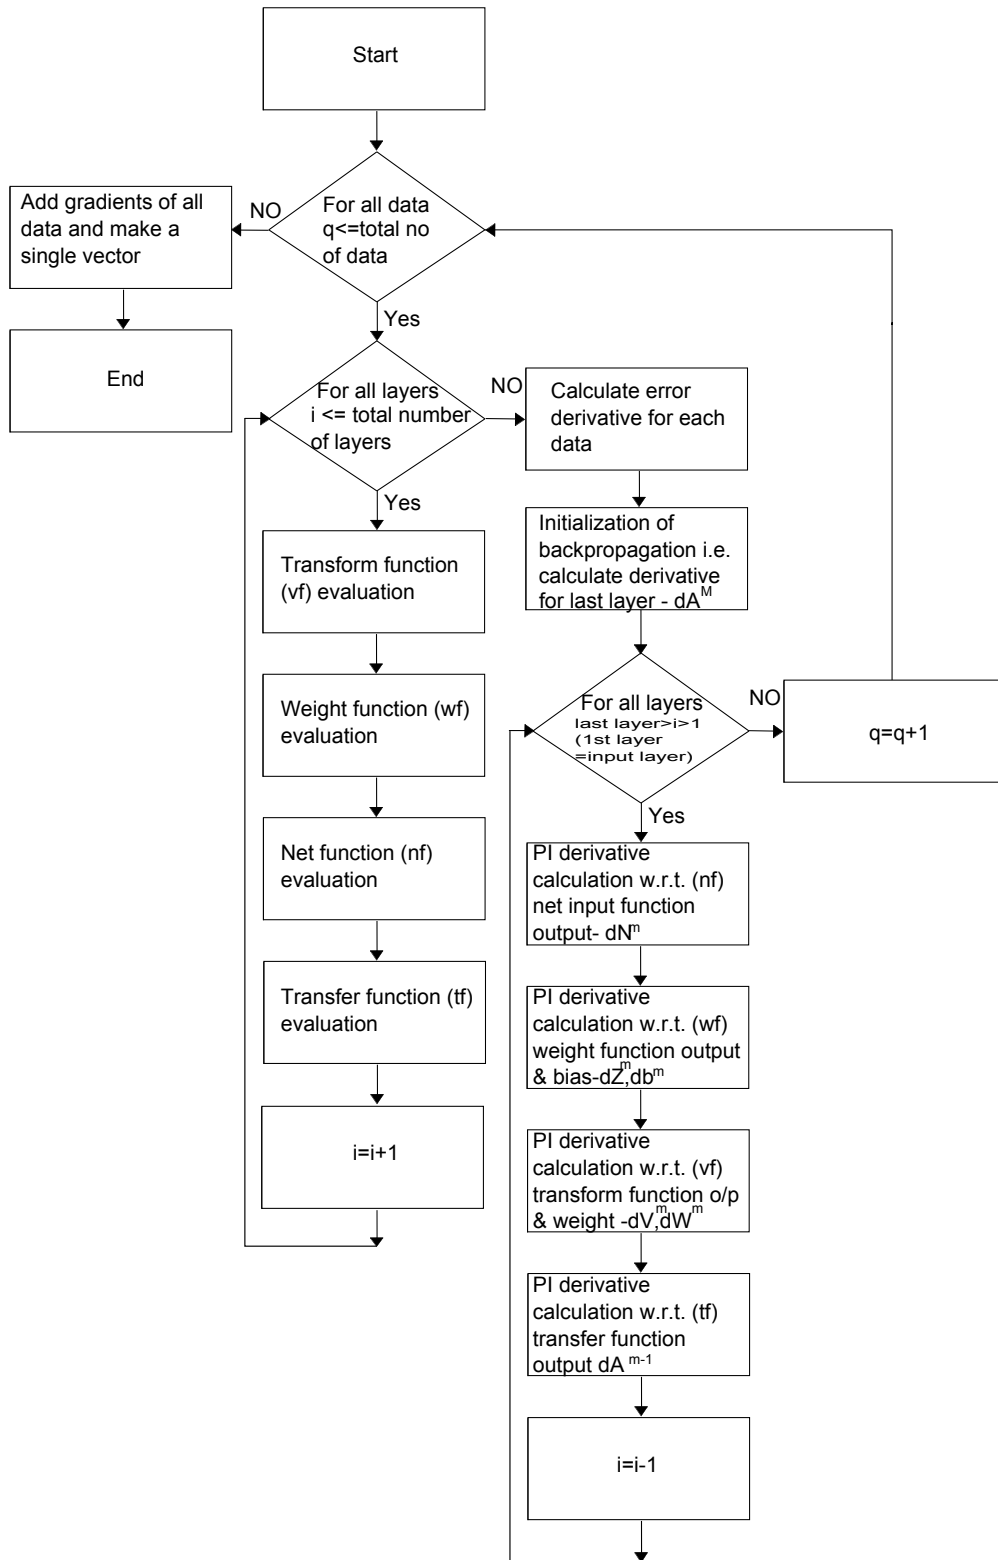 Start
For all data
q<=total no
of data
NO
Add gradients of all
data and make a
single vector
End
Yes
For all layers
i <= total number
of layers
NO
Calculate error
derivative for each
data
Yes
Initialization of
backpropagation i.e.
calculate derivative
for last layer - dA^M
Transform function
(vf) evaluation
Weight function (wf)
evaluation
Net function (nf)
evaluation
Transfer function (tf)
evaluation
i=i+1
For all layers
last layer>i>1
(1st layer
=input layer)
NO
q=q+1
Yes
PI derivative
calculation w.r.t. (nf)
net input function
output- dN^m
PI derivative
calculation w.r.t. (wf)
weight function output
& bias-dZ^m,db^m
PI derivative
calculation w.r.t. (vf)
transform function o/p
& weight -dV^m,dW^m
PI derivative
calculation w.r.t. (tf)
transfer function
output dA^m-1
i=i-1